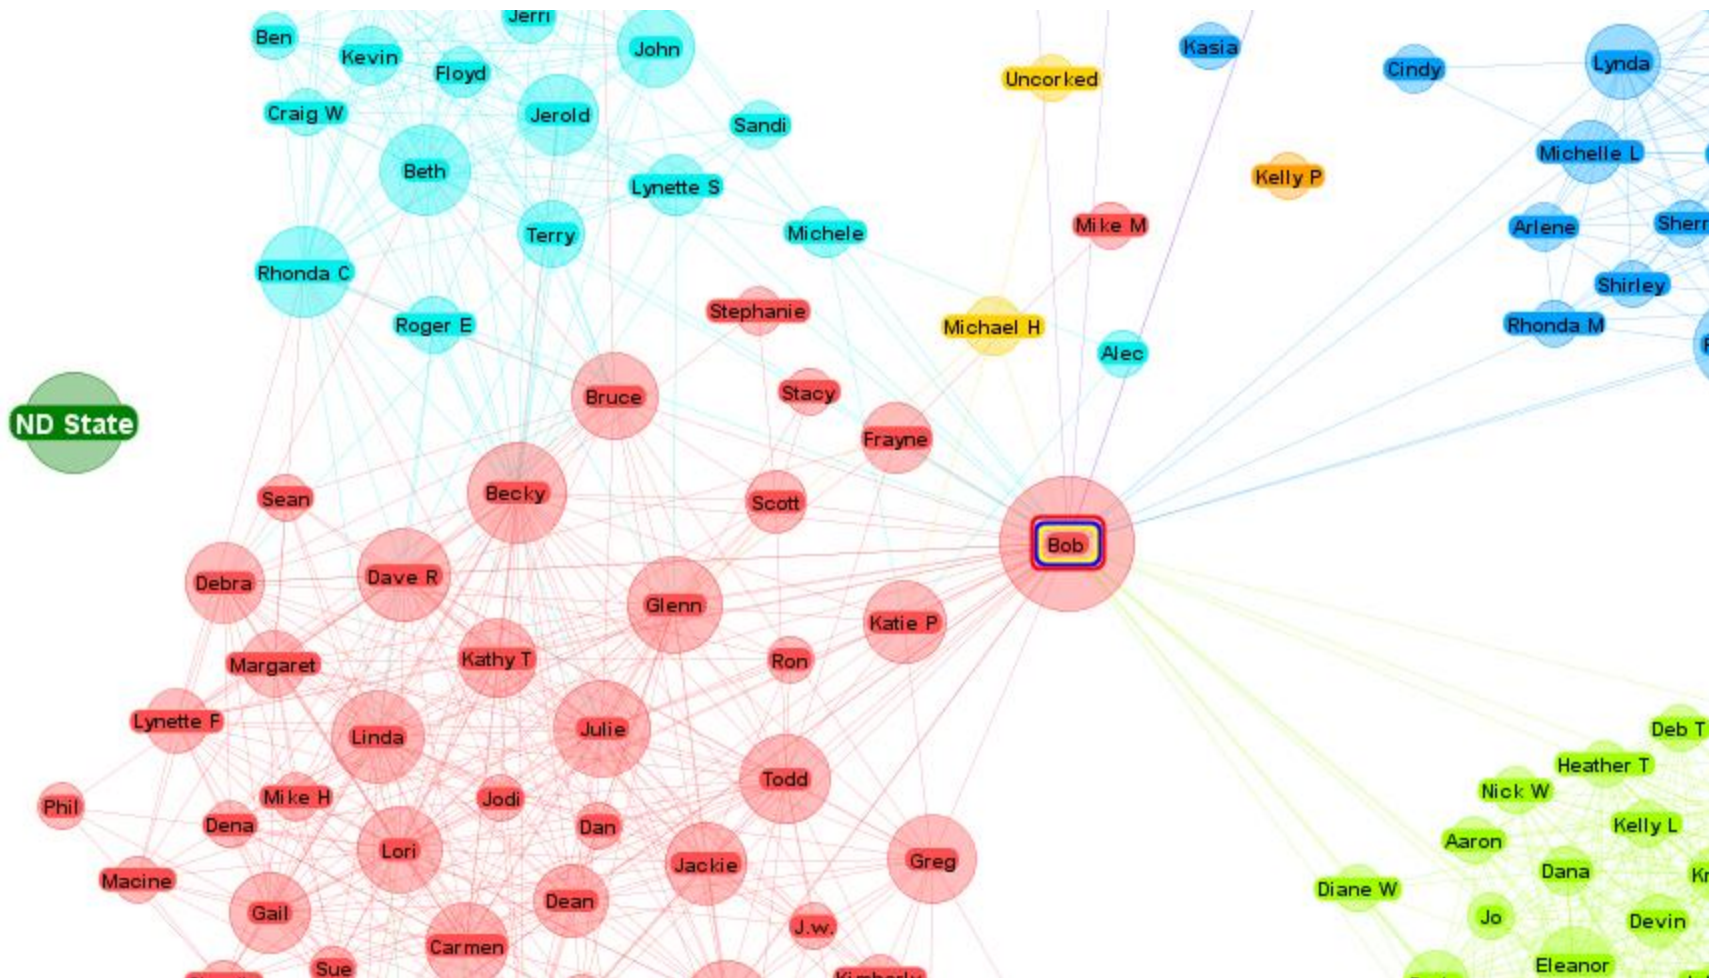 Jerri
Ben
John
Kevin
Kasia
Lynda
Floyd
Cindy
Uncorked
Craig W
Jerold
Sandi
Michelle L
Beth
Kelly P
Lynette S
Mike M
Arlene
Michele
Terry
Rhonda C
Shirley
Stephanie
Roger E
Michael H
Rhonda M
Alec
Stacy
Bruce
ND State
Frayne
Becky
Sean
Scott
Bob
Dave R
Debra
Glenn
Katie P
Kathy T
Ron
Margaret
Lynette F
Julie
Deb T
Linda
Heather T
Todd
Nick W
Mike H
Jodi
Phil
Dena
Kelly L
Dan
Aaron
Lori
Greg
Jackie
Dana
Macine
Diane W
Dean
Gail
Jo
Devin
J.w.
Carmen
Eleanor
Sue
Kimberly